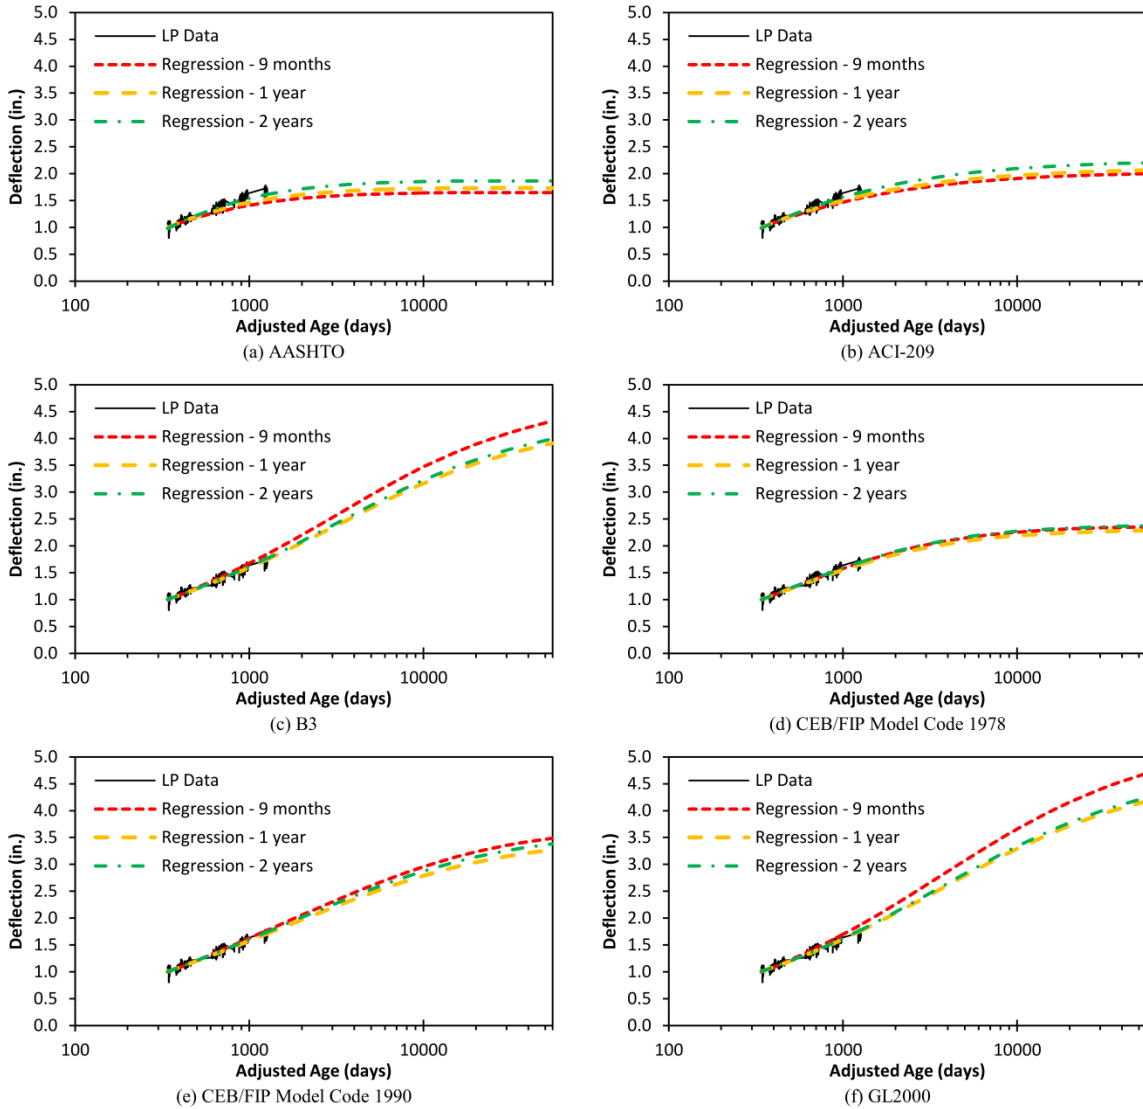 5.0
4.5
4.0
3.5
3.0
2.5
2.0
1.5
1.0
0.5
0.0
Deflection (in.)
LP Data
Regression - 9 months
Regression - 1 year
Regression - 2 years
100
1000
10000
Adjusted Age (days)
(a) AASHTO
5.0
4.5
4.0
3.5
3.0
2.5
2.0
1.5
1.0
0.5
0.0
Deflection (in.)
LP Data
Regression - 9 months
Regression - 1 year
Regression - 2 years
100
1000
10000
Adjusted Age (days)
(b) ACI-209
5.0
4.5
4.0
3.5
3.0
2.5
2.0
1.5
1.0
0.5
0.0
Deflection (in.)
LP Data
Regression - 9 months
Regression - 1 year
Regression - 2 years
100
1000
10000
Adjusted Age (days)
(c) B3
5.0
4.5
4.0
3.5
3.0
2.5
2.0
1.5
1.0
0.5
0.0
Deflection (in.)
LP Data
Regression - 9 months
Regression - 1 year
Regression - 2 years
100
1000
10000
Adjusted Age (days)
(d) CEB/FIP Model Code 1978
5.0
4.5
4.0
3.5
3.0
2.5
2.0
1.5
1.0
0.5
0.0
Deflection (in.)
LP Data
Regression - 9 months
Regression - 1 year
Regression - 2 years
100
1000
10000
Adjusted Age (days)
(e) CEB/FIP Model Code 1990
5.0
4.5
4.0
3.5
3.0
2.5
2.0
1.5
1.0
0.5
0.0
Deflection (in.)
LP Data
Regression - 9 months
Regression - 1 year
Regression - 2 years
100
1000
10000
Adjusted Age (days)
(f) GL2000